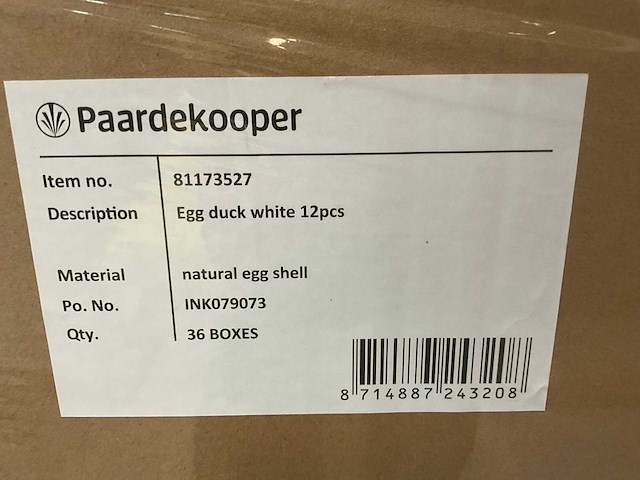 Paardekooper
Item no. 81173527
Description Egg duck white 12pcs
Material natural egg shell
Po. No. INK079073
Qty. 36 BOXES
8 714887 243208